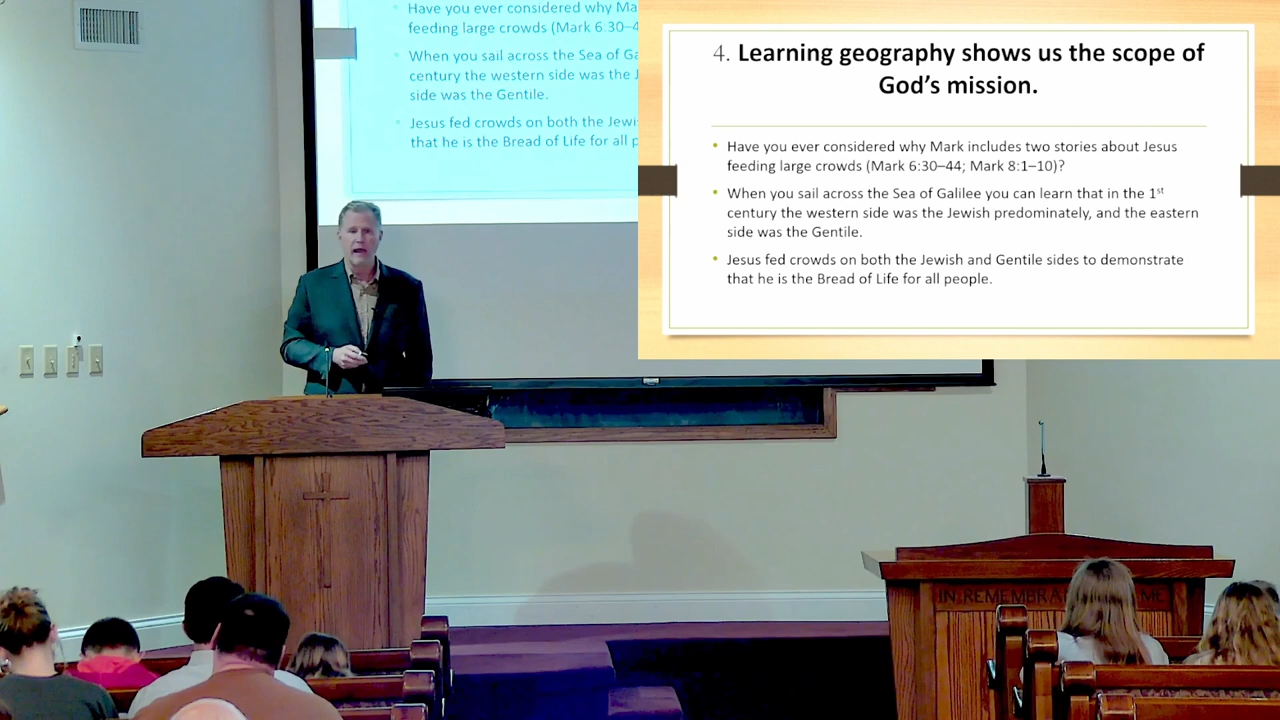 Have you ever considered why Ma
feeding large crowds (Mark 6.30–4
When you sail across the Sea of Ga
century the western side was the J
side was the Gentile.
Jesus fed crowds on both the Jewi
that he is the Bread of Life for all p
4. Learning geography shows us the scope of
God's mission.
Have you ever considered why Mark includes two stories about Jesus
feeding large crowds (Mark 6:30–44; Mark 8:1–10)?
When you sail across the Sea of Galilee you can learn that in the 1st
century the western side was the Jewish predominately, and the eastern
side was the Gentile.
Jesus fed crowds on both the Jewish and Gentile sides to demonstrate
that he is the Bread of Life for all people.
IN REMEMBRA ME